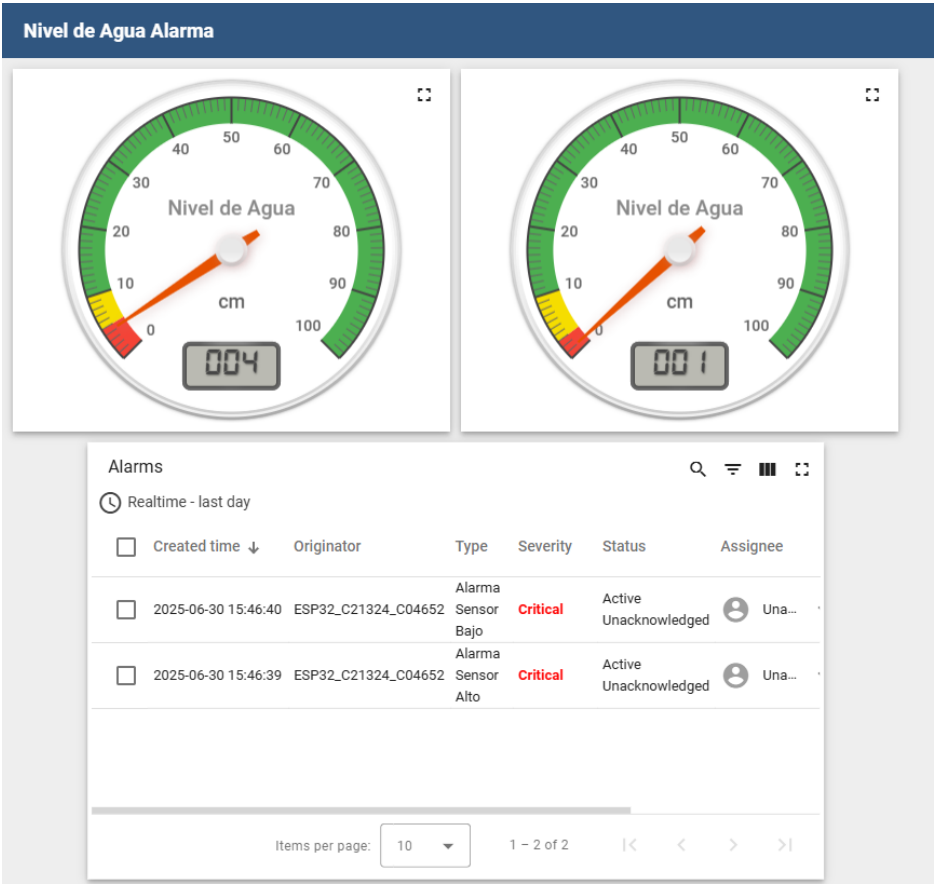 Nivel de Agua Alarma
50
40 60
30 70
Nivel de Agua
20 80
10 90
cm
0 100
004
50
40 60
30 70
Nivel de Agua
20 80
10 90
cm
0 100
001
Alarms
Realtime - last day
Created time Originator Type Severity Status Assignee
2025-06-30 15:46:40 ESP32_C21324_C04652 Alarma Sensor Bajo Critical Active Unacknowledged Una...
2025-06-30 15:46:39 ESP32_C21324_C04652 Alarma Sensor Alto Critical Active Unacknowledged Una...
Items per page: 10 1 – 2 of 2